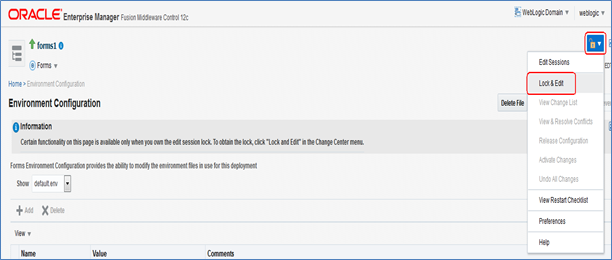 ORACLE Enterprise Manager Fusion Middleware Control 12c
WebLogic Domain
weblogic
forms1
Forms
Edit Sessions
Lock & Edit
View Change List
View & Resolve Conflicts
Release Configuration
Activate Changes
Undo All Changes
View Restart Checklist
Preferences
Help
Home > Environment Configuration
Environment Configuration
Delete File
Information
Certain functionality on this page is available only when you own the edit session lock. To obtain the lock, click "Lock and Edit" in the Change Center menu.
Forms Environment Configuration provides the ability to modify the environment files in use for this deployment
Show default.env
Add Delete
View
Name Value Comments